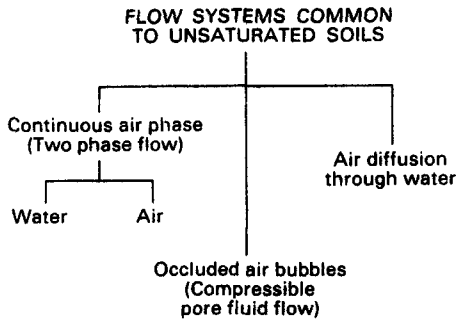 FLOW SYSTEMS COMMON
TO UNSATURATED SOILS
Continuous air phase
(Two phase flow)
Water
Air
Air diffusion
through water
Occluded air bubbles
(Compressible
pore fluid flow)